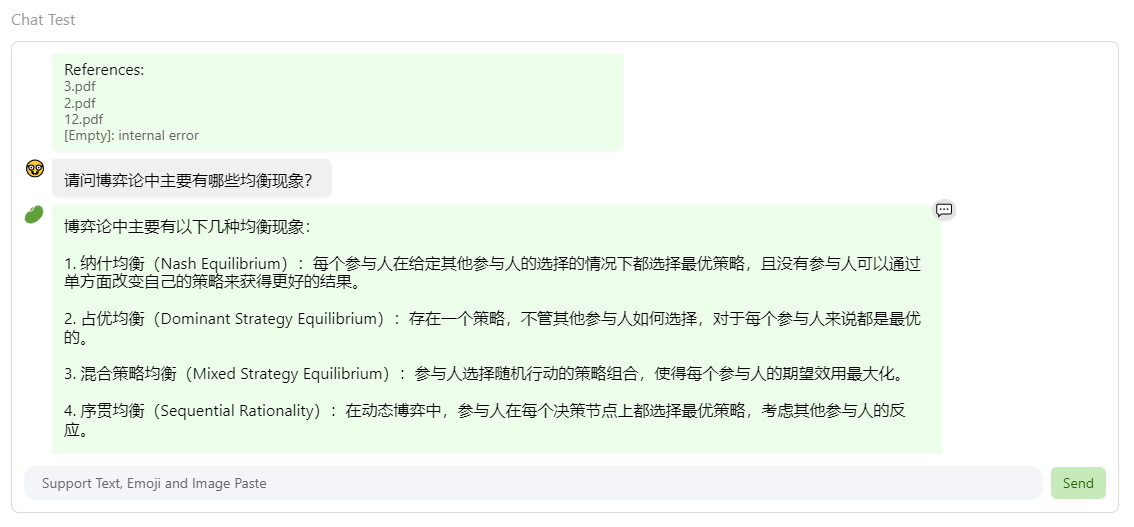 Chat Test
References:
3.pdf
2.pdf
12.pdf
[Empty]: internal error
请问博弈论中主要有哪些均衡现象？
博弈论中主要有以下几种均衡现象：
1. 纳什均衡（Nash Equilibrium）：每个参与人在给定其他参与人的选择的情况下都选择最优策略，且没有参与人可以通过
单方面改变自己的策略来获得更好的结果。
2. 占优均衡（Dominant Strategy Equilibrium）：存在一个策略，不管其他参与人如何选择，对于每个参与人来说都是最优
的。
3. 混合策略均衡（Mixed Strategy Equilibrium）：参与人选择随机行动的策略组合，使得每个参与人的期望效用最大化。
4. 序贯均衡（Sequential Rationality）：在动态博弈中，参与人在每个决策节点上都选择最优策略，考虑其他参与人的反
应。
Support Text, Emoji and Image Paste
Send